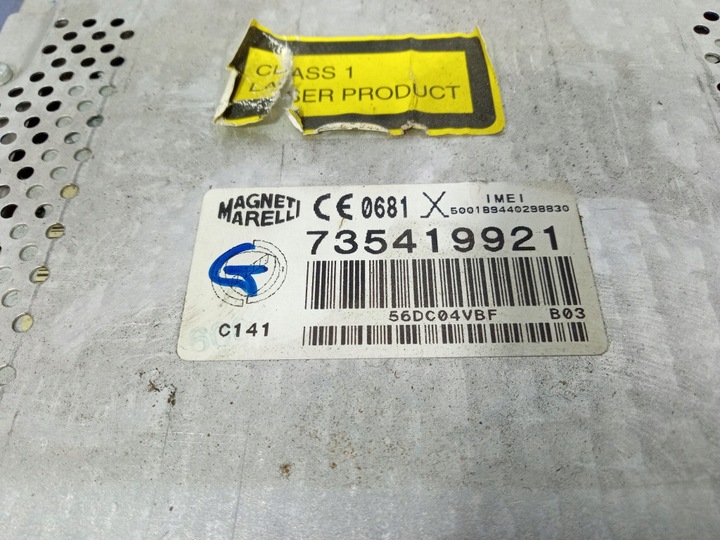 CLASS 1
LASER PRODUCT
MAGNETI
MARELLI
CE 0681 X
IMEI
500189440298830
735419921
56DC04VBF B03
C141